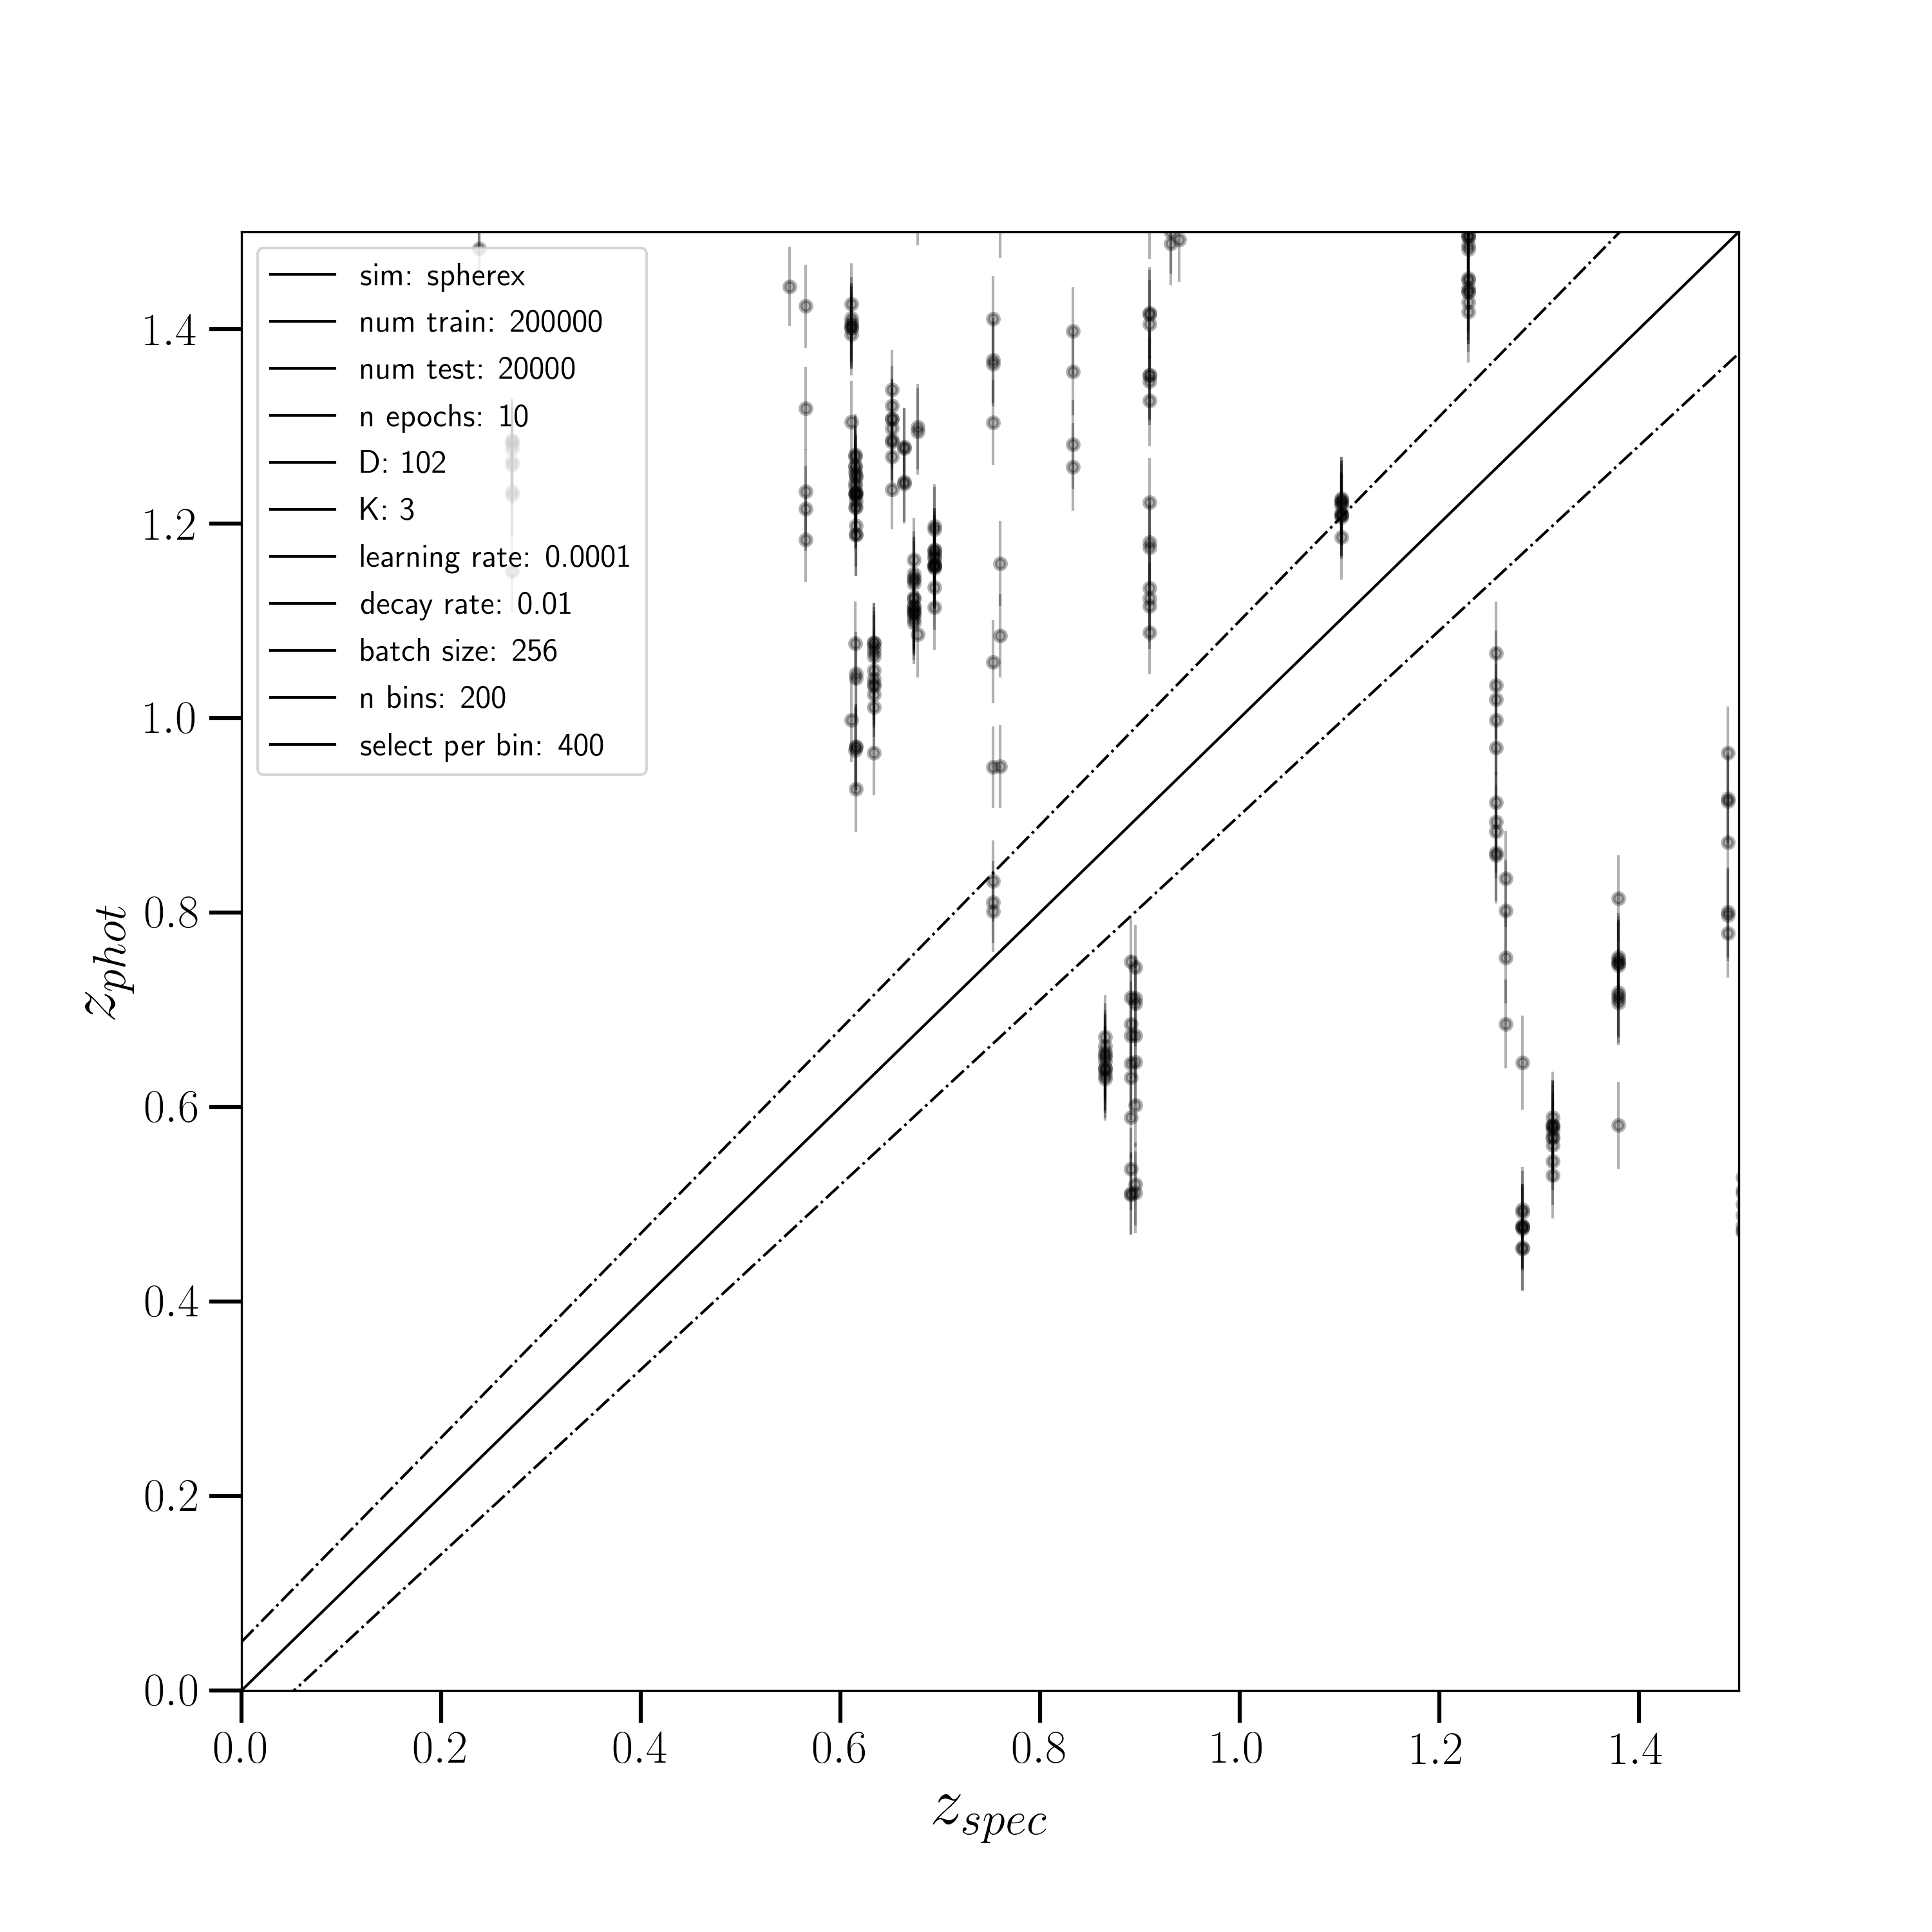 sim: spherex
num train: 200000
num test: 20000
n epochs: 10
D: 102
K: 3
learning rate: 0.0001
decay rate: 0.01
batch size: 256
n bins: 200
select per bin: 400
1.4
1.2
1.0
0.8
0.6
0.4
0.2
0.0
z_phot
0.0 0.2 0.4 0.6 0.8 1.0 1.2 1.4
z_spec